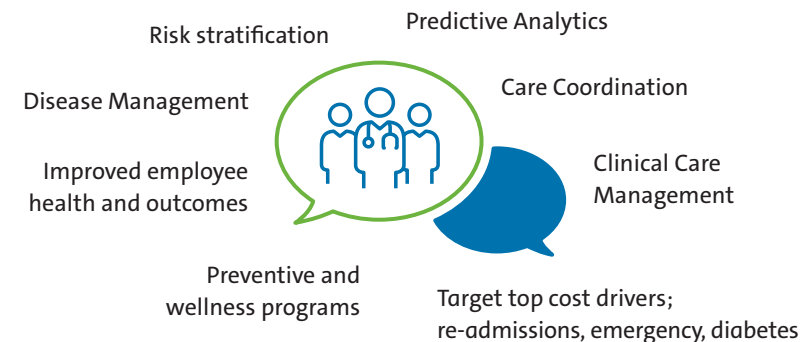 Predictive Analytics
Risk stratification
Care Coordination
Disease Management
Clinical Care
Management
Improved employee
health and outcomes
Preventive and
wellness programs
Target top cost drivers;
re-admissions, emergency, diabetes